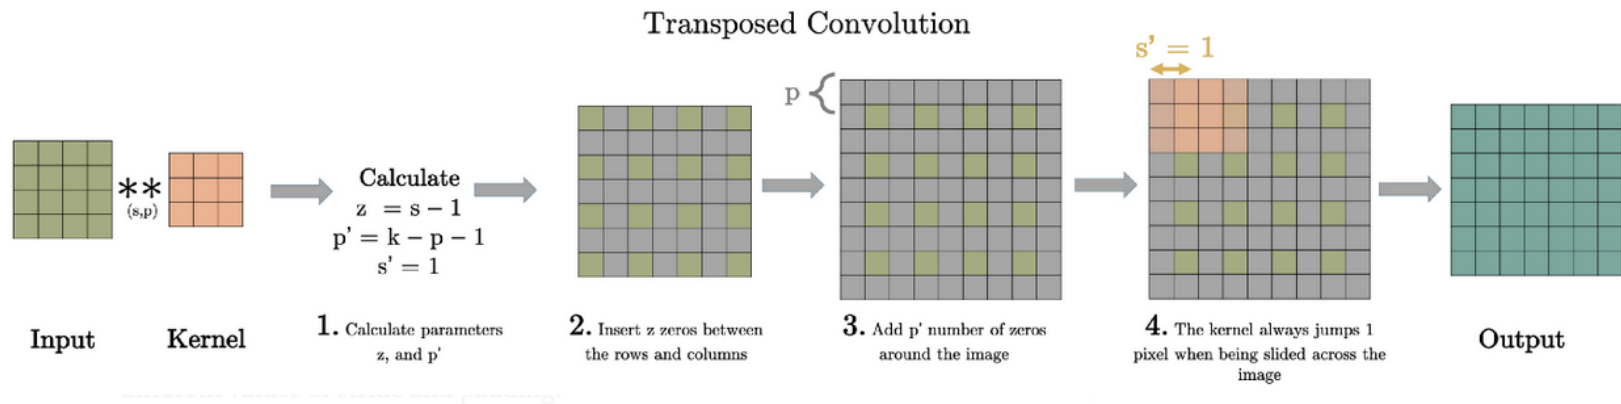 Transposed Convolution
s' = 1
p
**
(s,p)
Calculate
z = s − 1
p' = k − p − 1
s' = 1
Input
Kernel
1. Calculate parameters
z, and p'
2. Insert z zeros between
the rows and columns
3. Add p' number of zeros
around the image
4. The kernel always jumps 1
pixel when being slided across the
image
Output